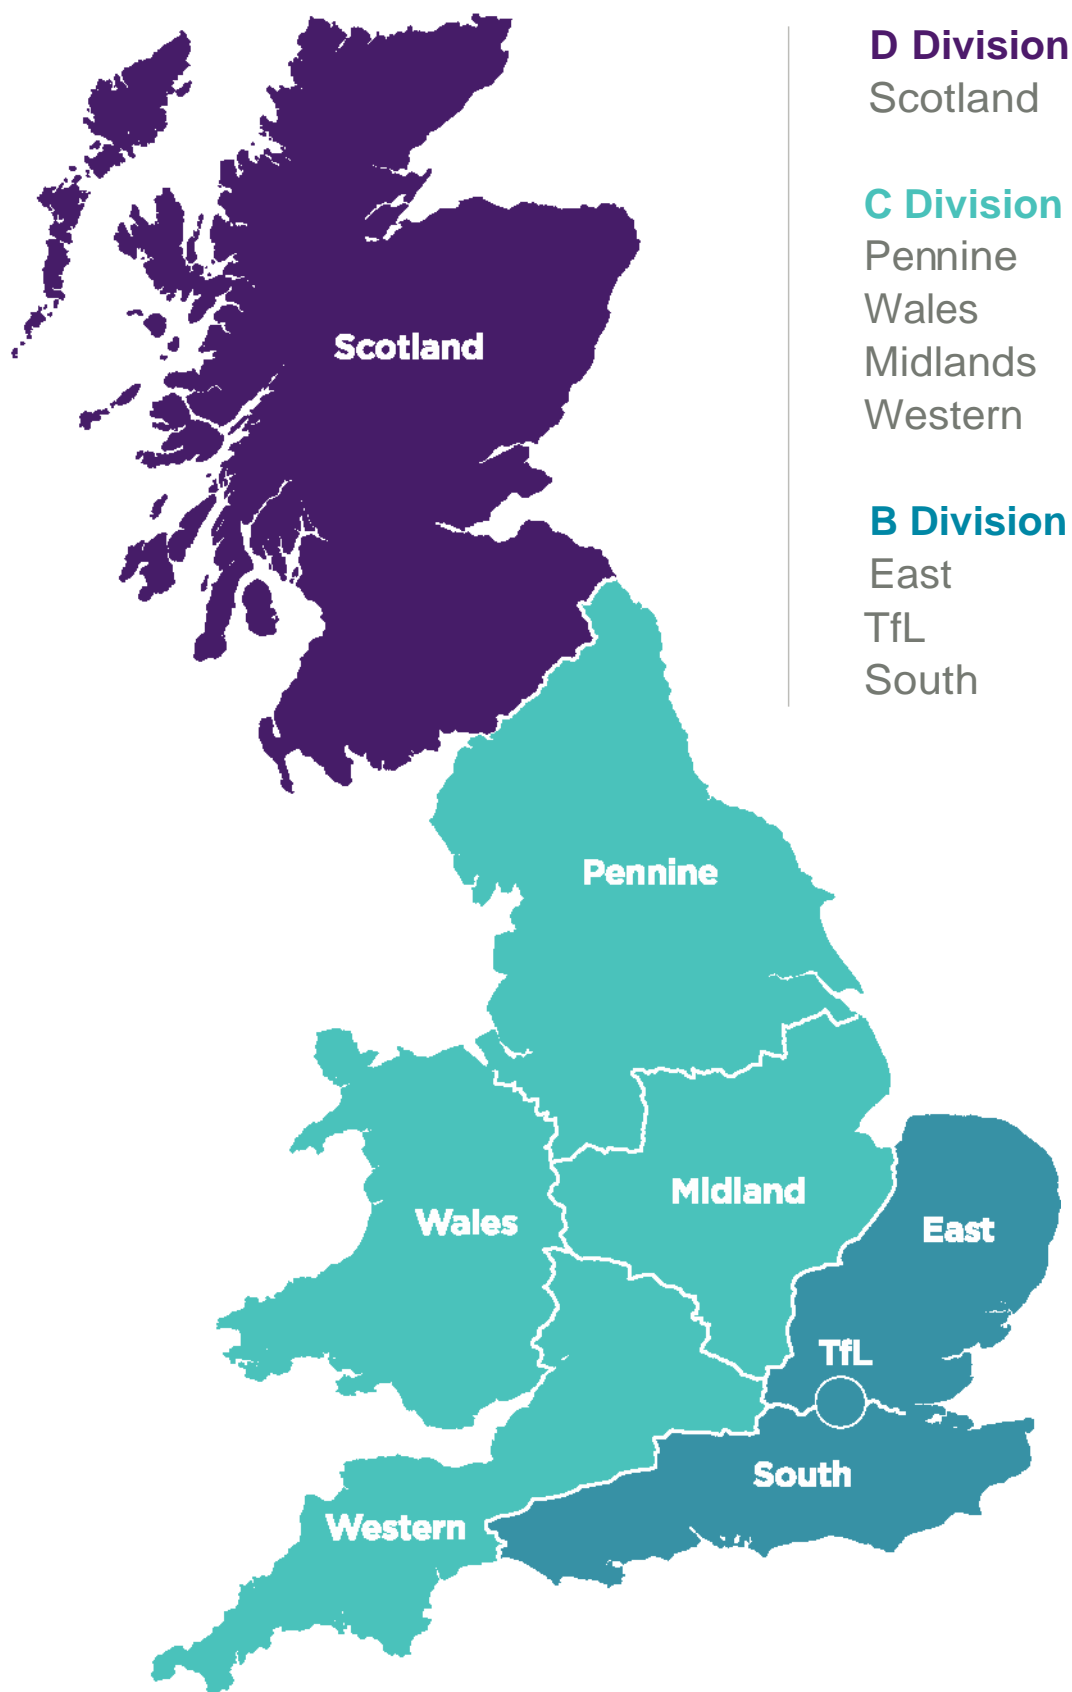 D Division
Scotland
C Division
Pennine
Wales
Midlands
Western
B Division
East
TfL
South
Scotland
Pennine
Midland
Wales
East
TfL
South
Western